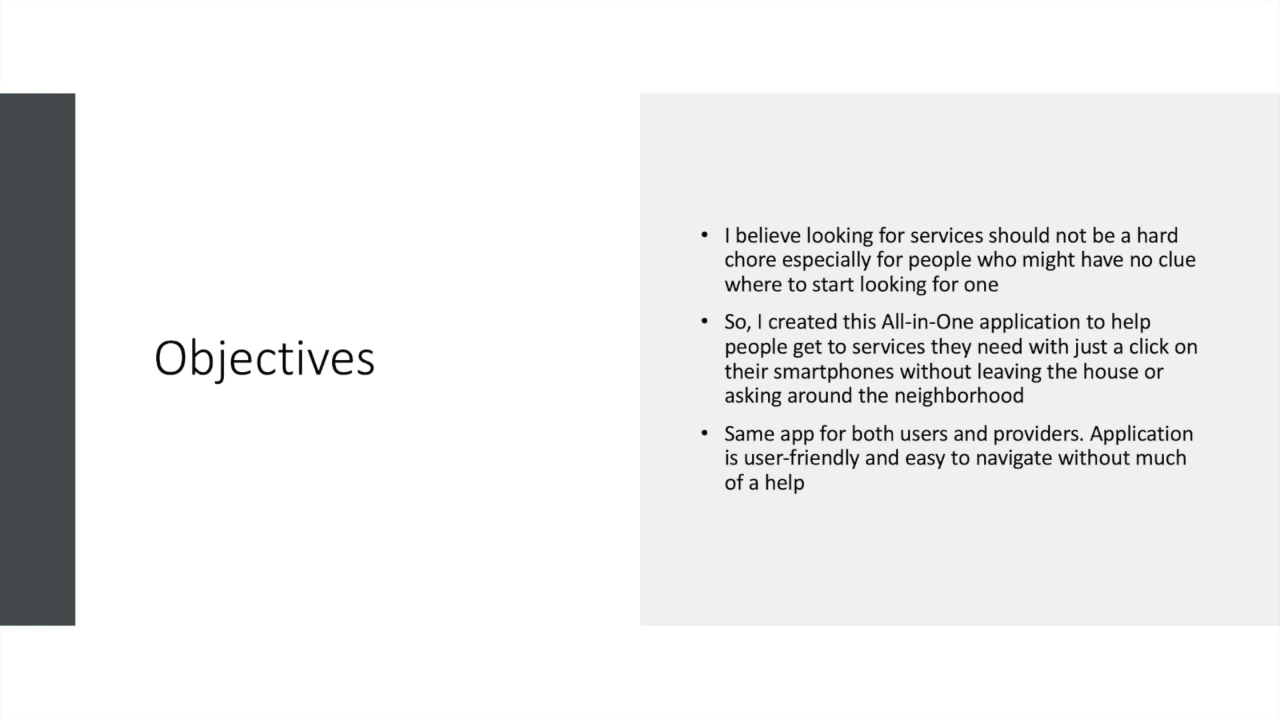 Objectives
• I believe looking for services should not be a hard
chore especially for people who might have no clue
where to start looking for one
• So, I created this All-in-One application to help
people get to services they need with just a click on
their smartphones without leaving the house or
asking around the neighborhood
• Same app for both users and providers. Application
is user-friendly and easy to navigate without much
of a help